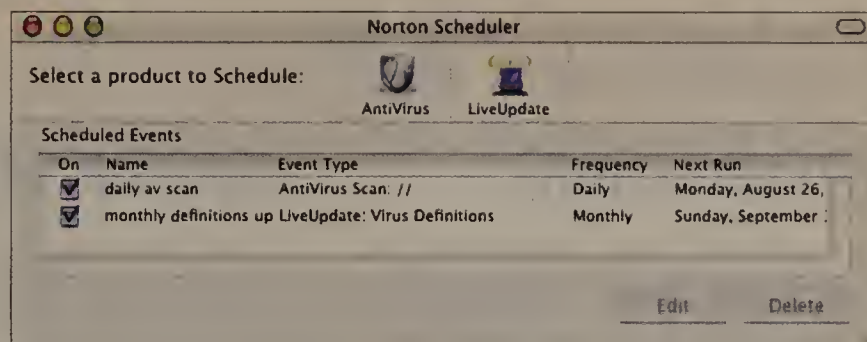 Norton Scheduler
Select a product to Schedule:
AntiVirus LiveUpdate
Scheduled Events
On Name Event Type Frequency Next Run
daily av scan AntiVirus Scan: // Daily Monday, August 26,
monthly definitions up LiveUpdate: Virus Definitions Monthly Sunday, September
Edit Delete